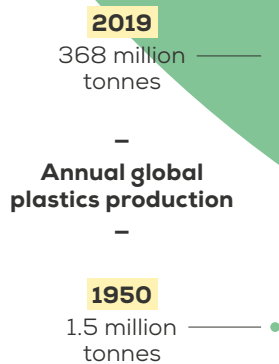 2019
368 million
tonnes
–
Annual global
plastics production
–
1950
1.5 million
tonnes